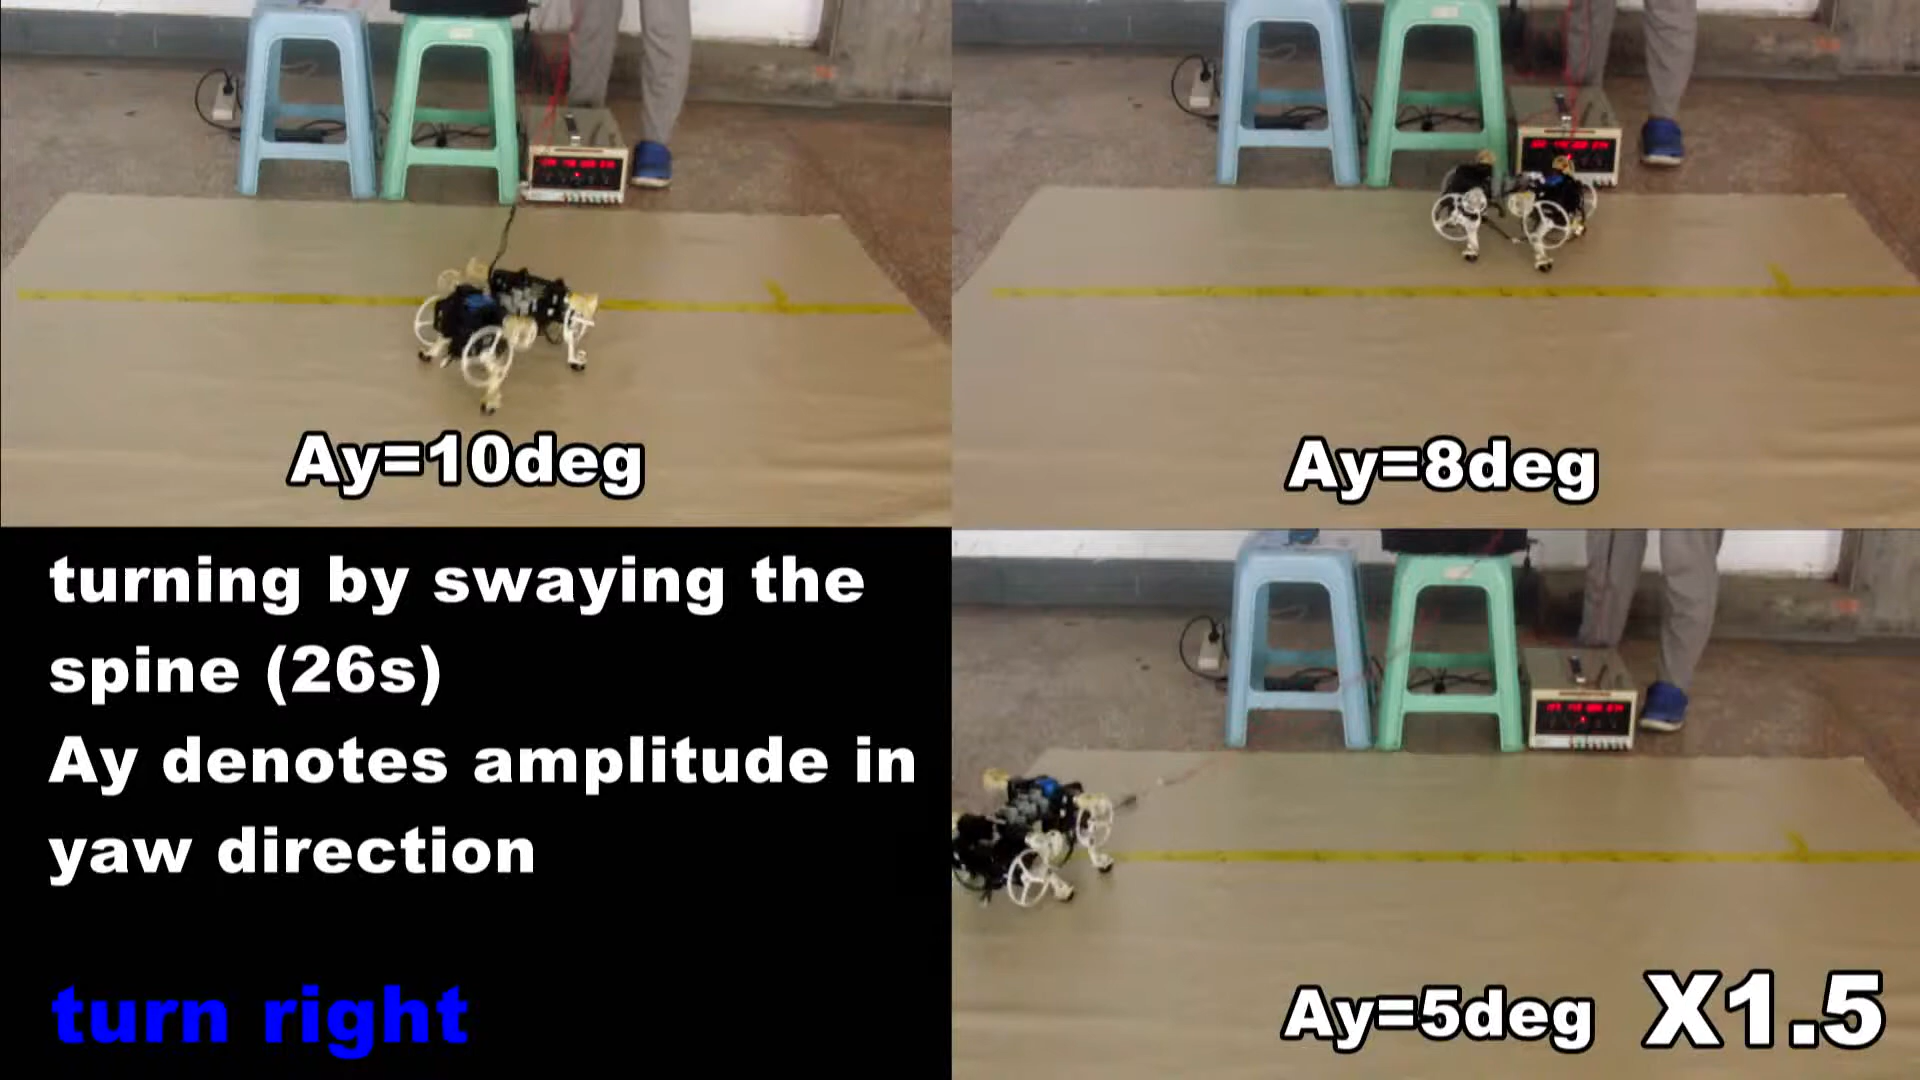 Ay=10deg
Ay=8deg
turning by swaying the
spine (26s)
Ay denotes amplitude in
yaw direction
turn right
Ay=5deg
X1.5